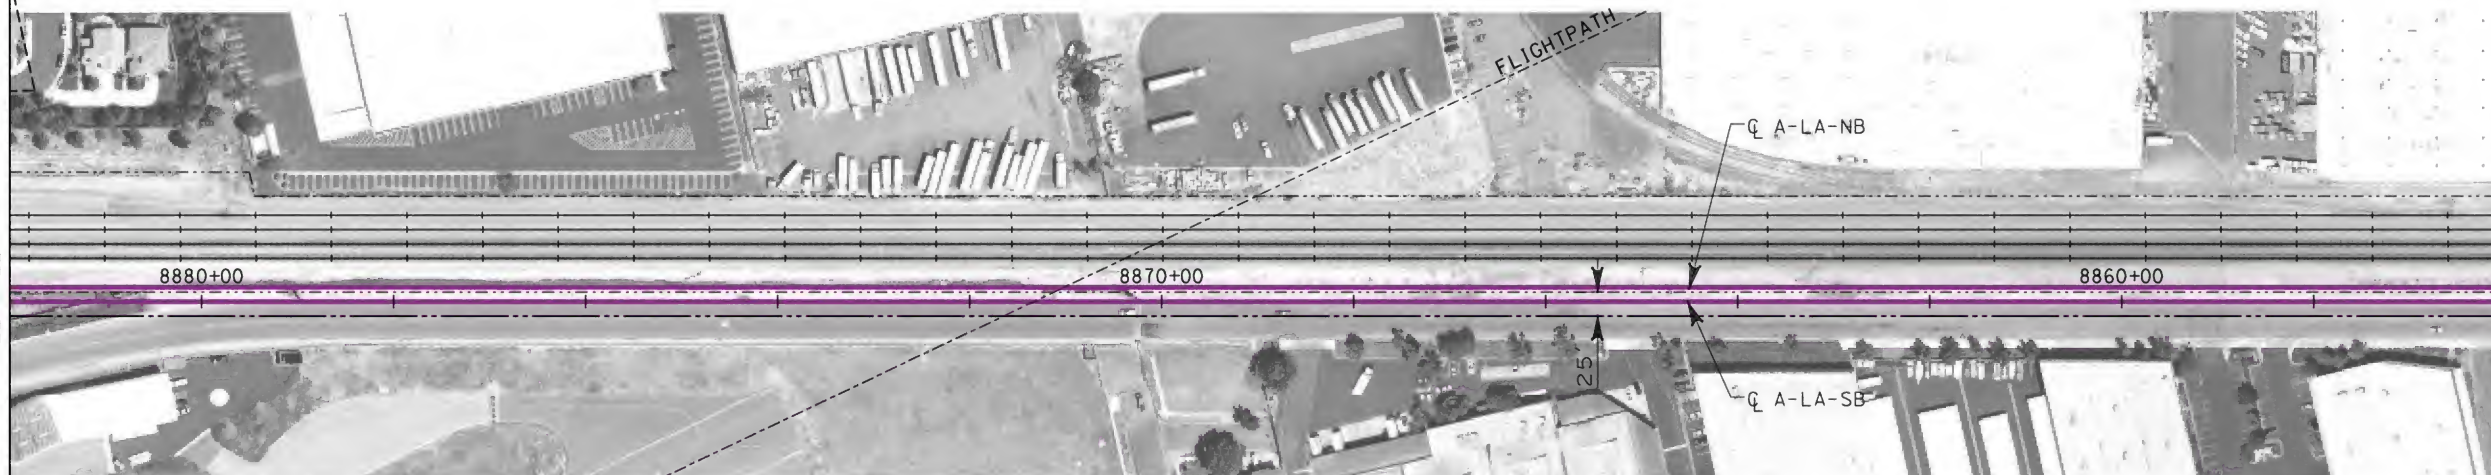 FLIGHTPATH
℄ A-LA-NB
8880+00
8870+00
8860+00
25'
℄ A-LA-SB